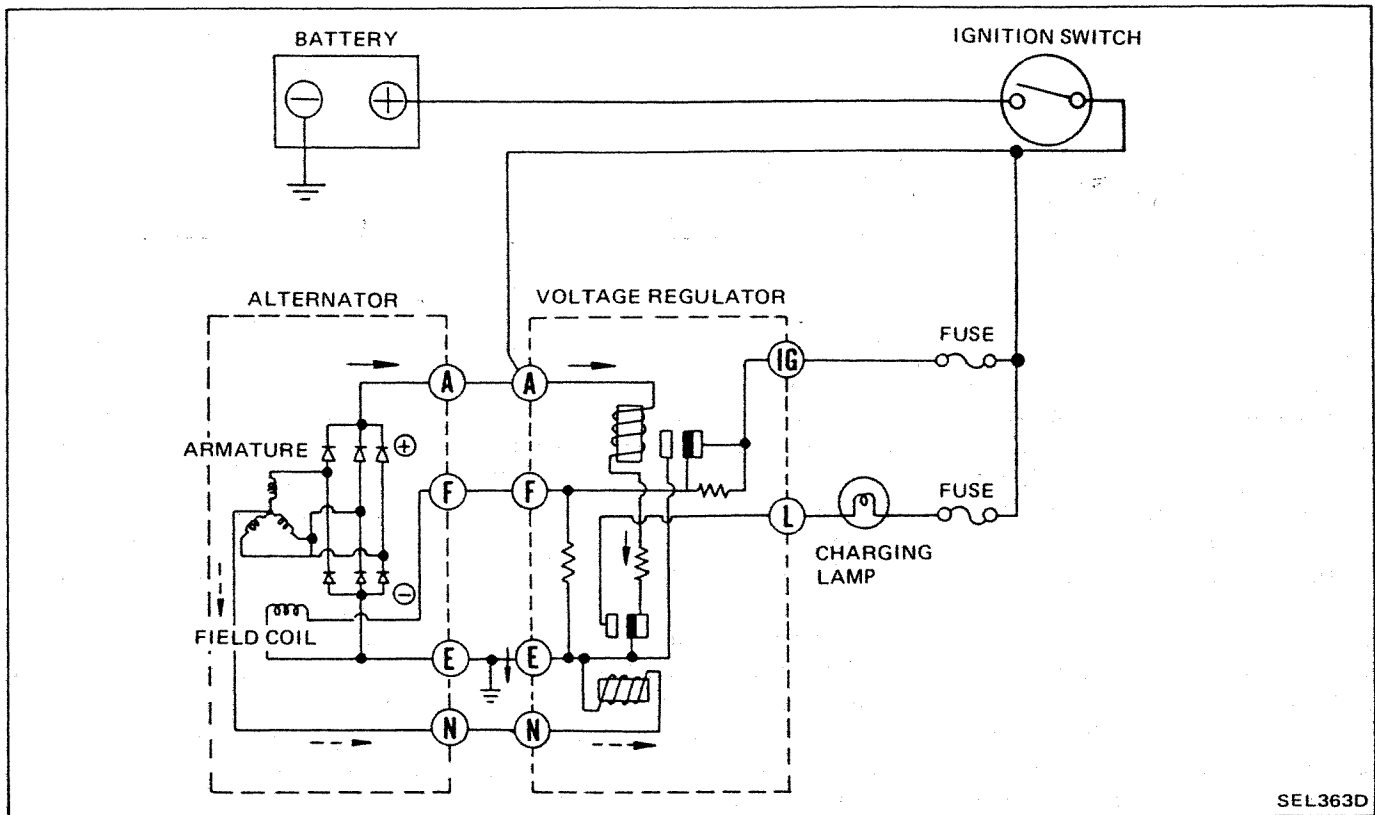 BATTERY
IGNITION SWITCH
ALTERNATOR
VOLTAGE REGULATOR
FUSE
IG
A
A
ARMATURE
F
F
L
FUSE
CHARGING
LAMP
FIELD COIL
E
E
N
N
SEL363D